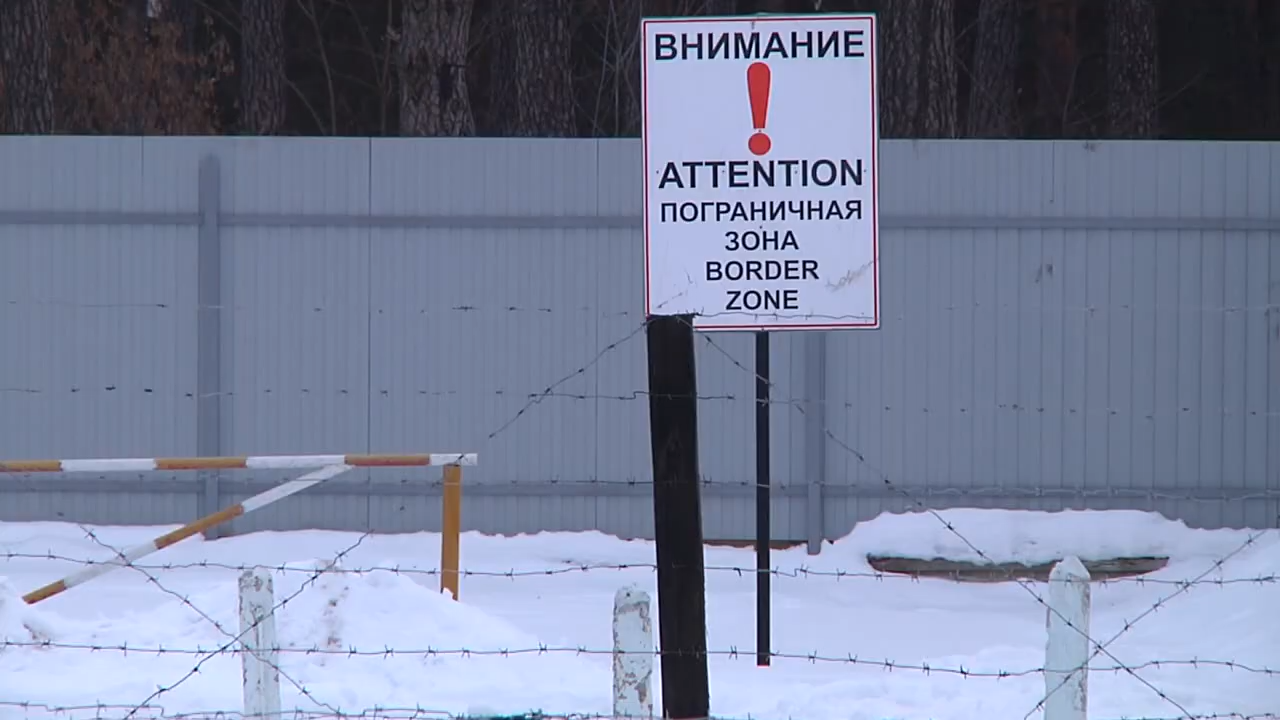 ВНИМАНИЕ
ATTENTION
ПОГРАНИЧНАЯ
ЗОНА
BORDER
ZONE